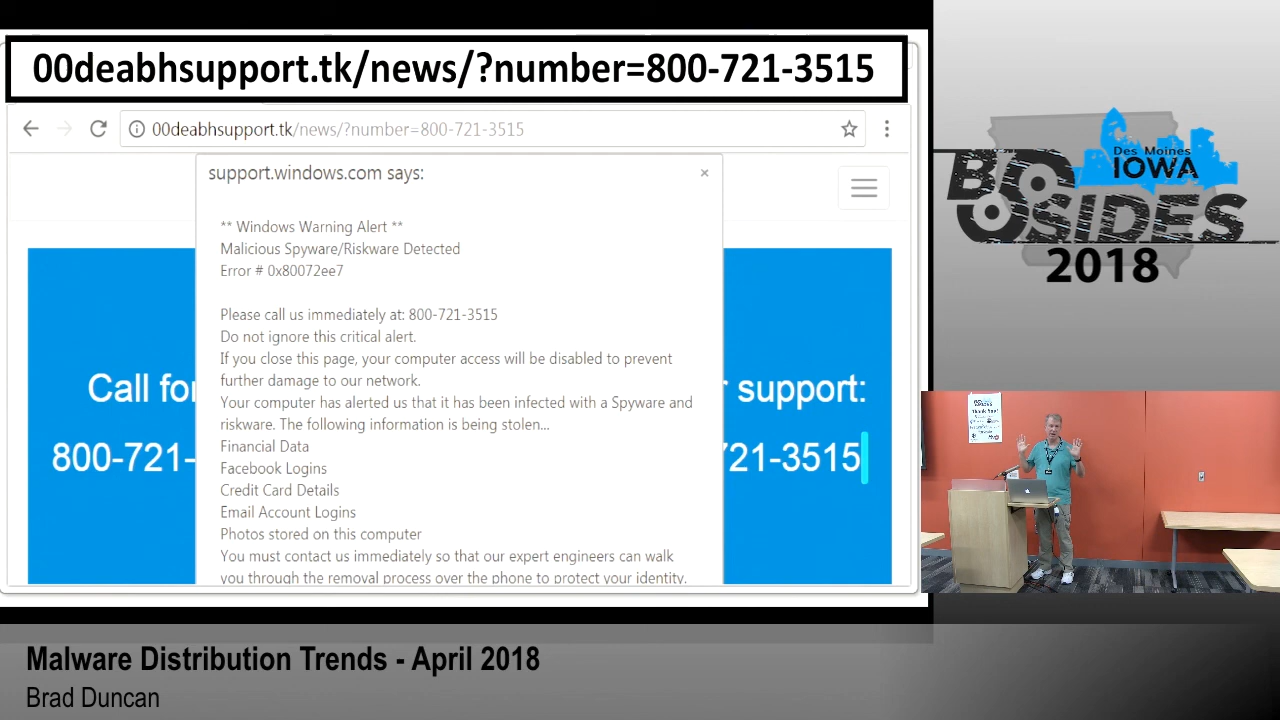 00deabhsupport.tk/news/?number=800-721-3515
00deabhsupport.tk/news/?number=800-721-3515
support.windows.com says:
** Windows Warning Alert **
Malicious Spyware/Riskware Detected
Error # 0x80072ee7
Please call us immediately at: 800-721-3515
Do not ignore this critical alert.
If you close this page, your computer access will be disabled to prevent
further damage to our network.
Your computer has alerted us that it has been infected with a Spyware and
riskware. The following information is being stolen...
Financial Data
Facebook Logins
Credit Card Details
Email Account Logins
Photos stored on this computer
You must contact us immediately so that our expert engineers can walk
you through the removal process over the phone to protect your identity.
Call for
support:
800-721-
721-3515
Des Moines
IOWA
BSIDES
2018
Thank You!
Malware Distribution Trends - April 2018
Brad Duncan